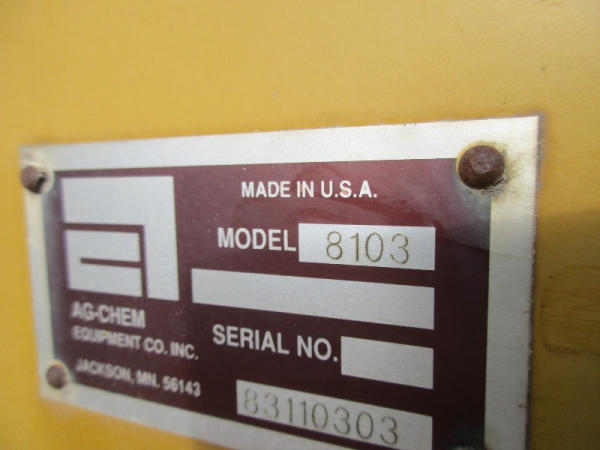 MADE IN U.S.A.
MODEL 8103
AG-CHEM
EQUIPMENT CO. INC.
JACKSON, MN. 56143
SERIAL NO.
83110303